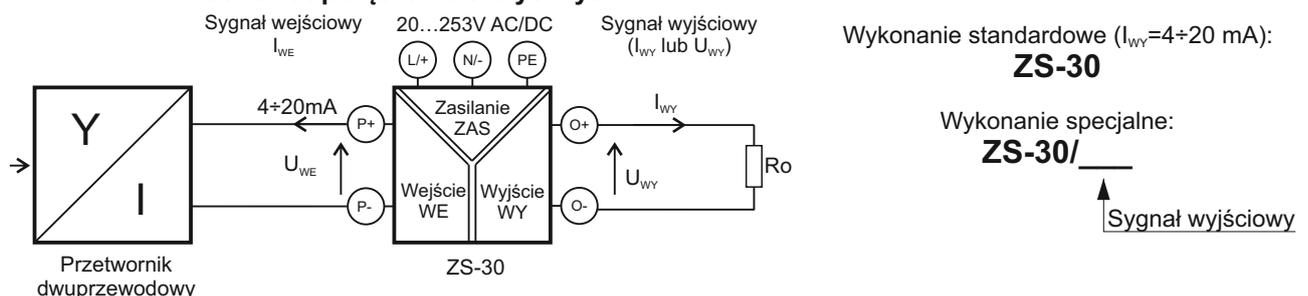 Sygnał wejściowy
I_WE
20...253V AC/DC
Sygnał wyjściowy
(I_WY lub U_WY)
L/+
N/-
PE
Y
I
4÷20mA
P+
U_WE
P-
Zasilanie
ZAS
Wejście
WE
Wyjście
WY
O+
I_WY
U_WY
O-
Ro
Przetwornik
dwuprzewodowy
ZS-30
Wykonanie standardowe (I_WY=4÷20 mA):
ZS-30
Wykonanie specjalne:
ZS-30/___
Sygnał wyjściowy